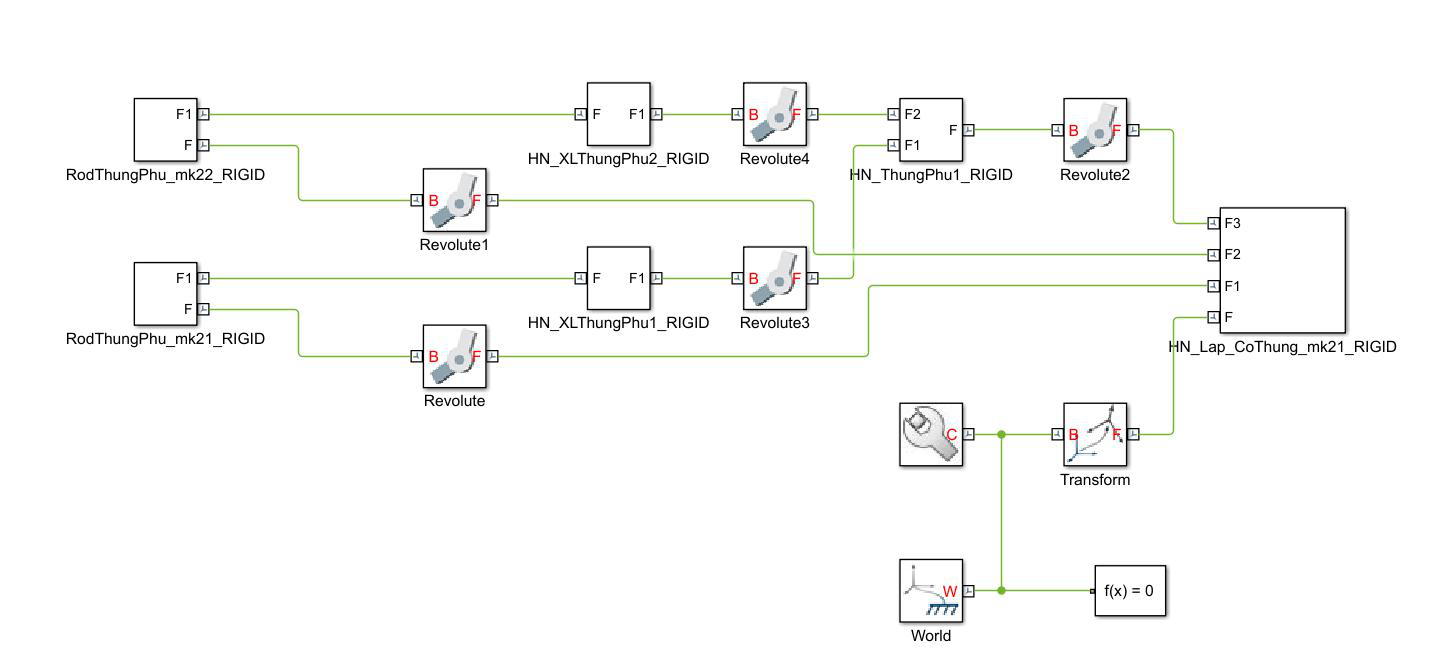 F1
F
RodThungPhu_mk22_RIGID
F F1
HN_XLThungPhu2_RIGID
B F
Revolute4
F2
F
F1
HN_ThungPhu1_RIGID
B F
Revolute2
B F
Revolute1
F3
F2
F1
F
HN_Lap_CoThung_mk21_RIGID
F1
F
RodThungPhu_mk21_RIGID
F F1
HN_XLThungPhu1_RIGID
B F
Revolute3
B F
Revolute
C
B F
Transform
W
World
f(x) = 0